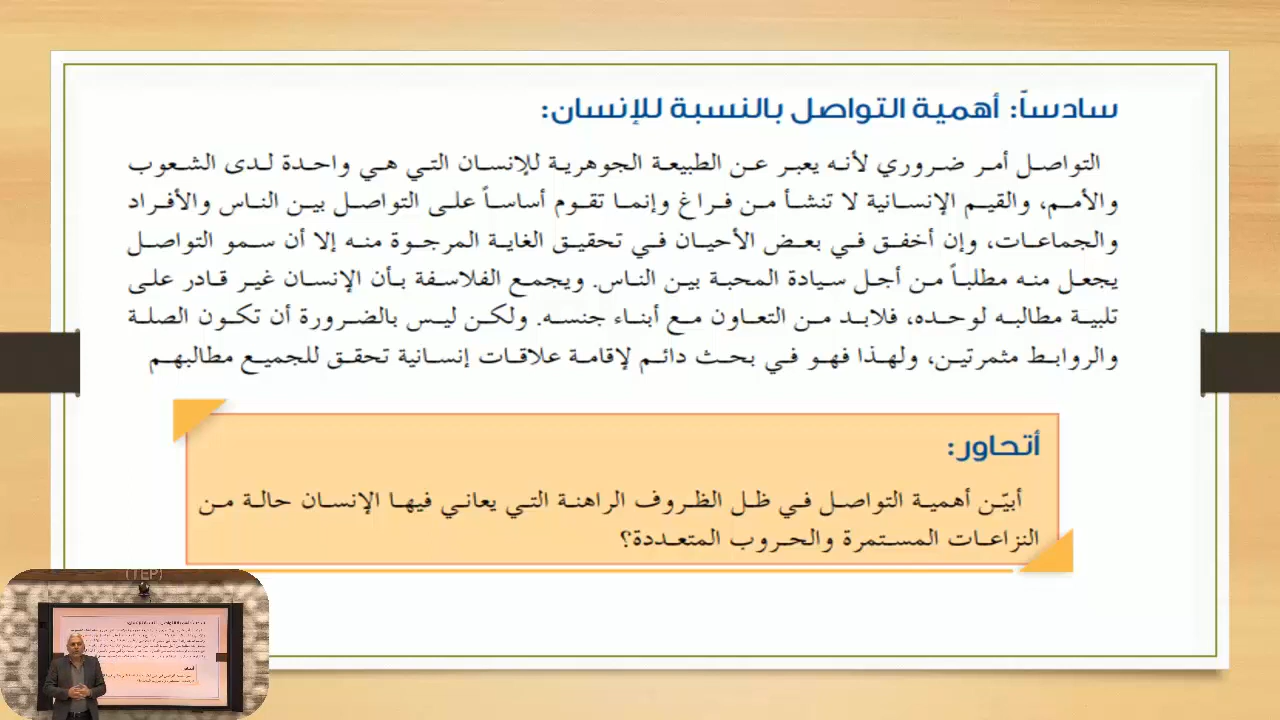 سادساً: أهمية التواصل بالنسبة للإنسان:
التواصل أمر ضروري لأنه يعبر عن الطبيعة الجوهرية للإنسان التي هي واحدة لدى الشعوب
والأمم، والقيم الإنسانية لا تنشأ من فراغ وإنما تقوم أساساً على التواصل بين الناس والأفراد
والجماعات، وإن أخفق في بعض الأحيان في تحقيق الغاية المرجوة منه إلا أن سمو التواصل
يجعل منه مطلباً من أجل سيادة المحبة بين الناس. ويجمع الفلاسفة بأن الإنسان غير قادر على
تلبية مطالبه لوحده، فلابد من التعاون مع أبناء جنسه. ولكن ليس بالضرورة أن تكون الصلة
والروابط مثمرتين، ولهذا فهو في بحث دائم لإقامة علاقات إنسانية تحقق للجميع مطالبهم
أتحاور:
أبيّن أهمية التواصل في ظل الظروف الراهنة التي يعاني فيها الإنسان حالة من
النزاعات المستمرة والحروب المتعددة؟
(TEP)